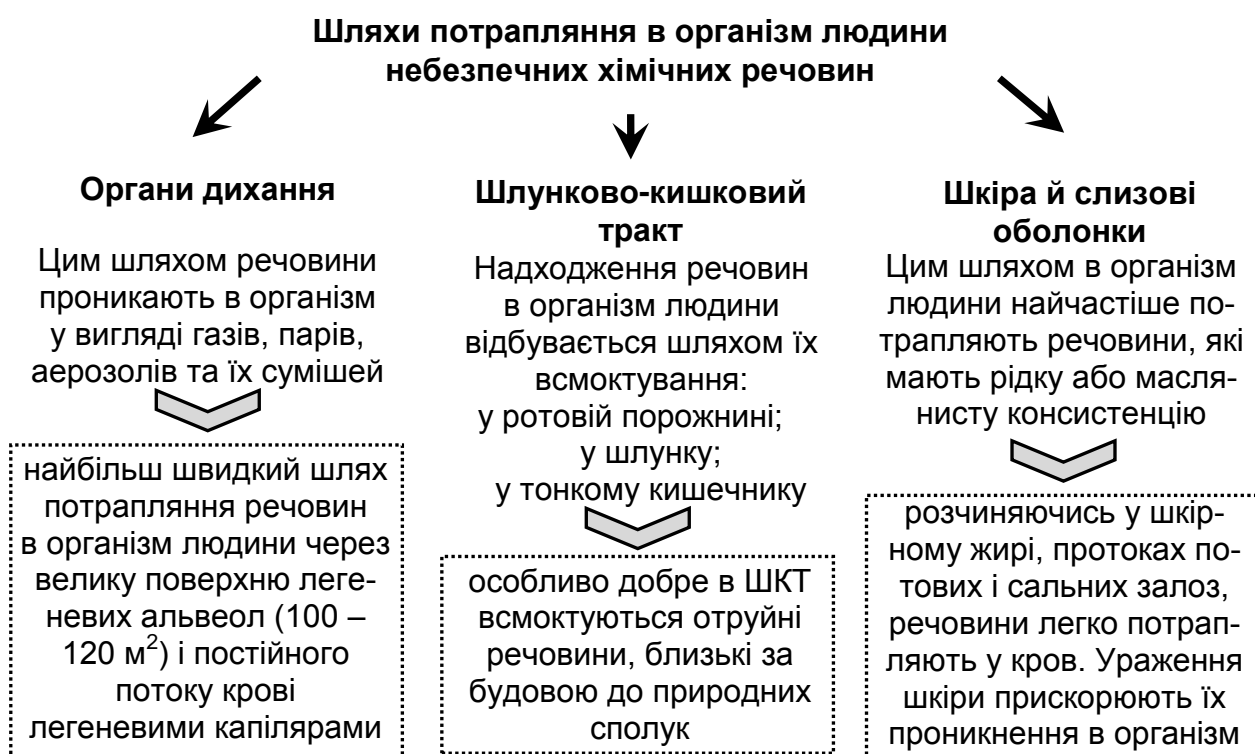 Шляхи потрапляння в організм людини
небезпечних хімічних речовин
Органи дихання
Цим шляхом речовини
проникають в організм
у вигляді газів, парів,
аерозолів та їх сумішей
найбільш швидкий шлях
потрапляння речовин
в організм людини через
велику поверхню леге-
невих альвеол (100 –
120 м²) і постійного
потоку крові
легеневими капілярами
Шлунково-кишковий
тракт
Надходження речовин
в організм людини
відбувається шляхом їх
всмоктування:
у ротовій порожнині;
у шлунку;
у тонкому кишечнику
особливо добре в ШКТ
всмоктуються отруйні
речовини, близькі за
будовою до природних
сполук
Шкіра й слизові
оболонки
Цим шляхом в організм
людини найчастіше по-
трапляють речовини, які
мають рідку або масля-
нисту консистенцію
розчиняючись у шкір-
ному жирі, протоках по-
тових і сальних залоз,
речовини легко потрап-
ляють у кров. Ураження
шкіри прискорюють їх
проникнення в організм